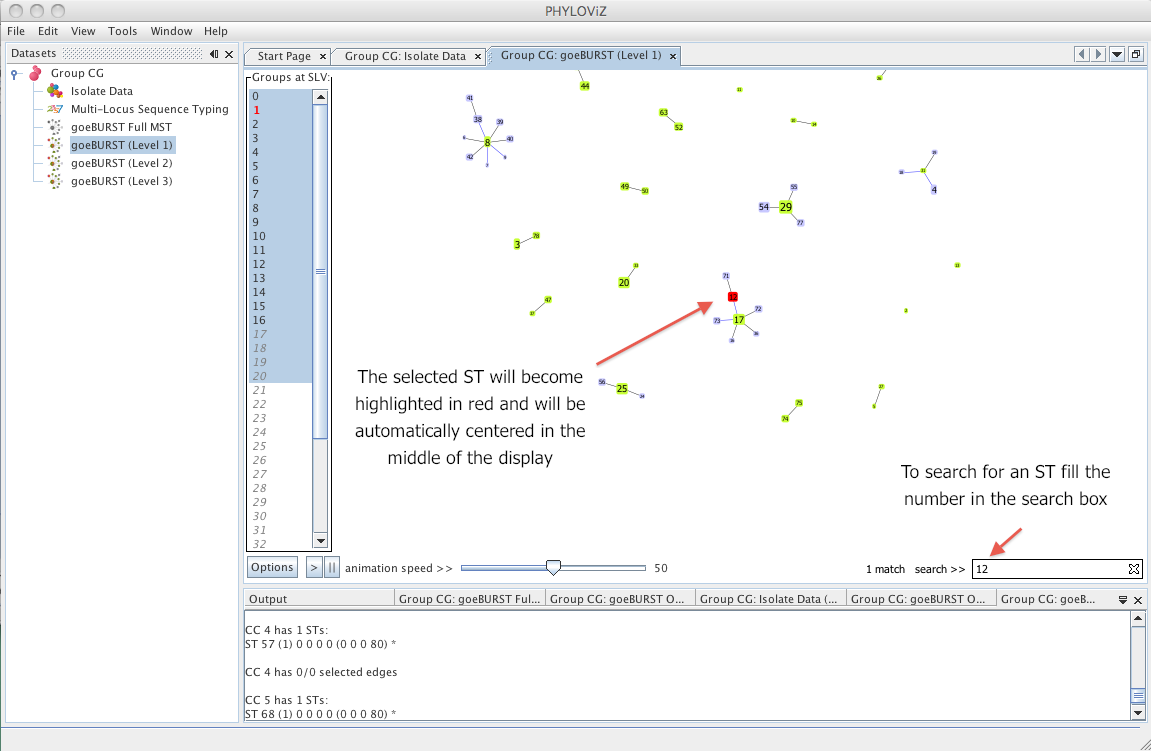 PHYLOViZ
File Edit View Tools Window Help
Datasets
Group CG
Isolate Data
Multi-Locus Sequence Typing
goeBURST Full MST
goeBURST (Level 1)
goeBURST (Level 2)
goeBURST (Level 3)
Start Page
Group CG: Isolate Data
Group CG: goeBURST (Level 1)
Groups at SLV:
0
1
2
3
4
5
6
7
8
9
10
11
12
13
14
15
16
17
18
19
20
21
22
23
24
25
26
27
28
29
30
31
32
44
41
38
39
8
40
42
63
52
49
50
55
54
29
77
4
3
78
20
47
71
12
72
73
17
56
25
75
74
27
The selected ST will become
highlighted in red and will be
automatically centered in the
middle of the display
To search for an ST fill the
number in the search box
Options > || animation speed >> 50
1 match search >> 12
Output
Group CG: goeBURST Ful...
Group CG: goeBURST O...
Group CG: Isolate Data (...
Group CG: goeBURST O...
Group CG: goeB...
CC 4 has 1 STs:
ST 57 (1) 0 0 0 0 (0 0 0 80) *
CC 4 has 0/0 selected edges
CC 5 has 1 STs:
ST 68 (1) 0 0 0 0 (0 0 0 80) *